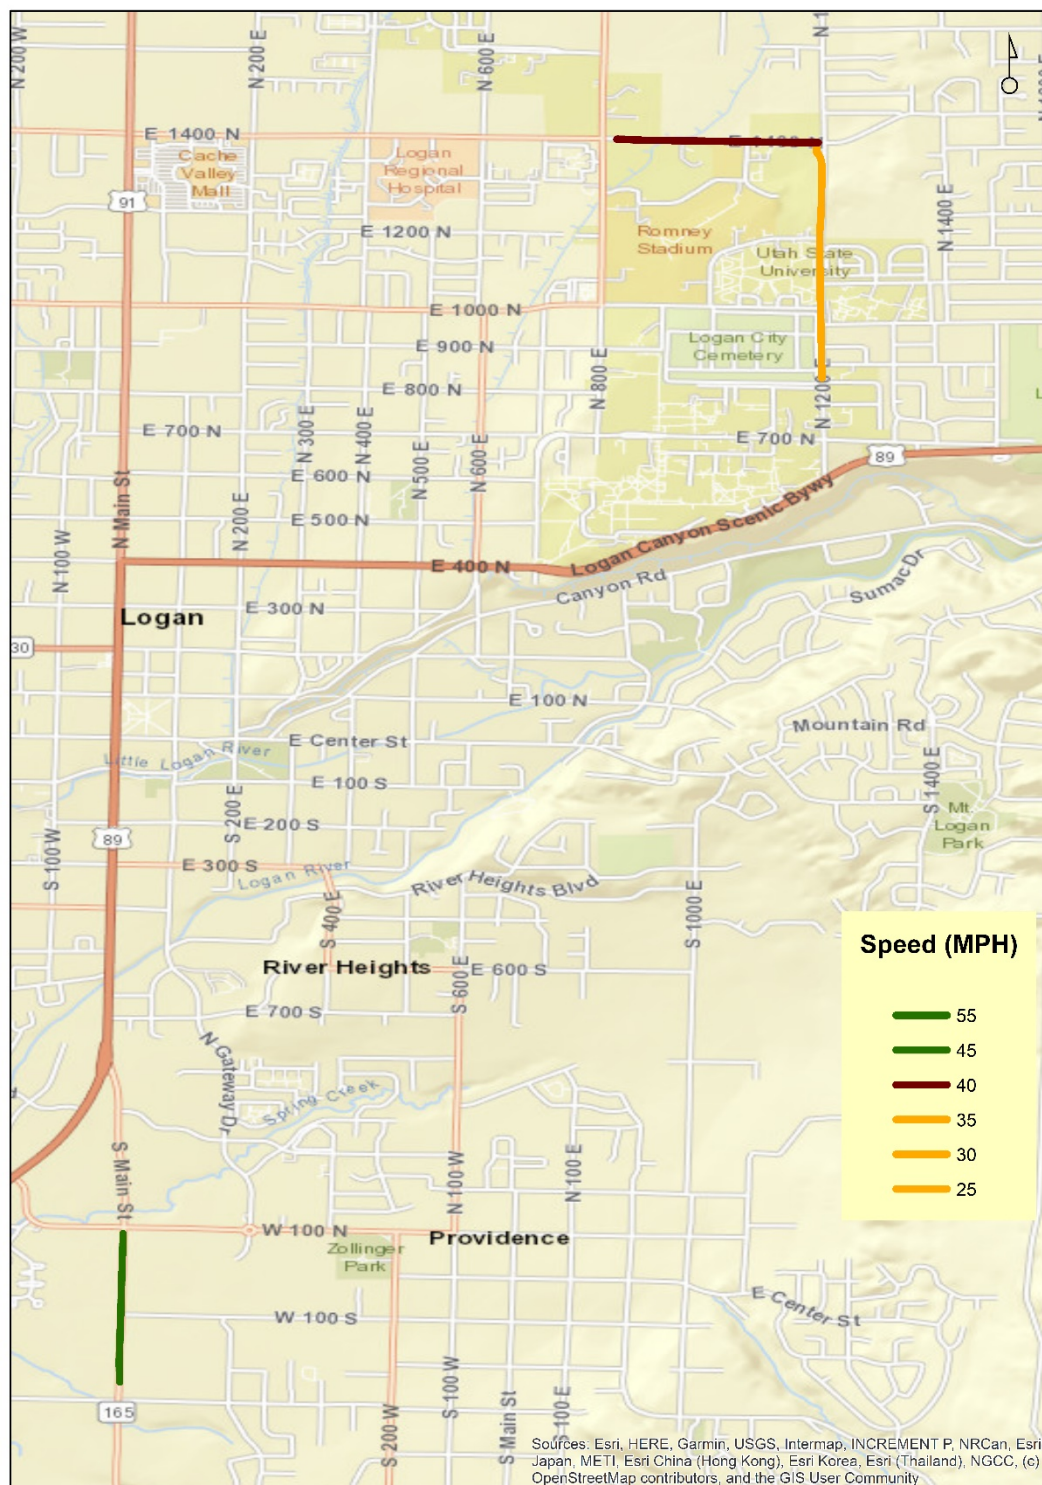 N 200 W
N 200 E
N 600 E
N 1
E 1400 N
Cache
Valley
Mall
Logan
Regional
Hospital
91
E 1200 N
Romney
Stadium
Utah State
University
N 1400 E
E 1000 N
E 900 N
Logan City
Cemetery
N 800 E
E 800 N
N 1200 E
E 700 N
N 300 E
N 400 E
N 500 E
N 600 E
E 700 N
89
N Main St
E 600 N
N 200 E
E 500 N
Logan Canyon Scenic Bywy
N 100 W
E 400 N
Canyon Rd
Sumac Dr
E 300 N
Logan
30
E 100 N
Mountain Rd
E Center St
Little Logan River
E 100 S
S 1400 E
S 200 E
E 200 S
Mt
Logan
Park
89
S 100 W
E 300 S
Logan River
River Heights Blvd
S 400 E
S 1000 E
River Heights
E 600 S
S 600 E
E 700 S
N Gateway Dr
Spring Creek
S Main St
N 100 W
N 100 E
W 100 N
Providence
Zollinger
Park
E Center St
W 100 S
165
S 200 W
S 100 W
S Main St
S 100 E
Speed (MPH)
55
45
40
35
30
25
Sources: Esri, HERE, Garmin, USGS, Intermap, INCREMENT P, NRCan, Esri
Japan, METI, Esri China (Hong Kong), Esri Korea, Esri (Thailand), NGCC, (c)
OpenStreetMap contributors, and the GIS User Community